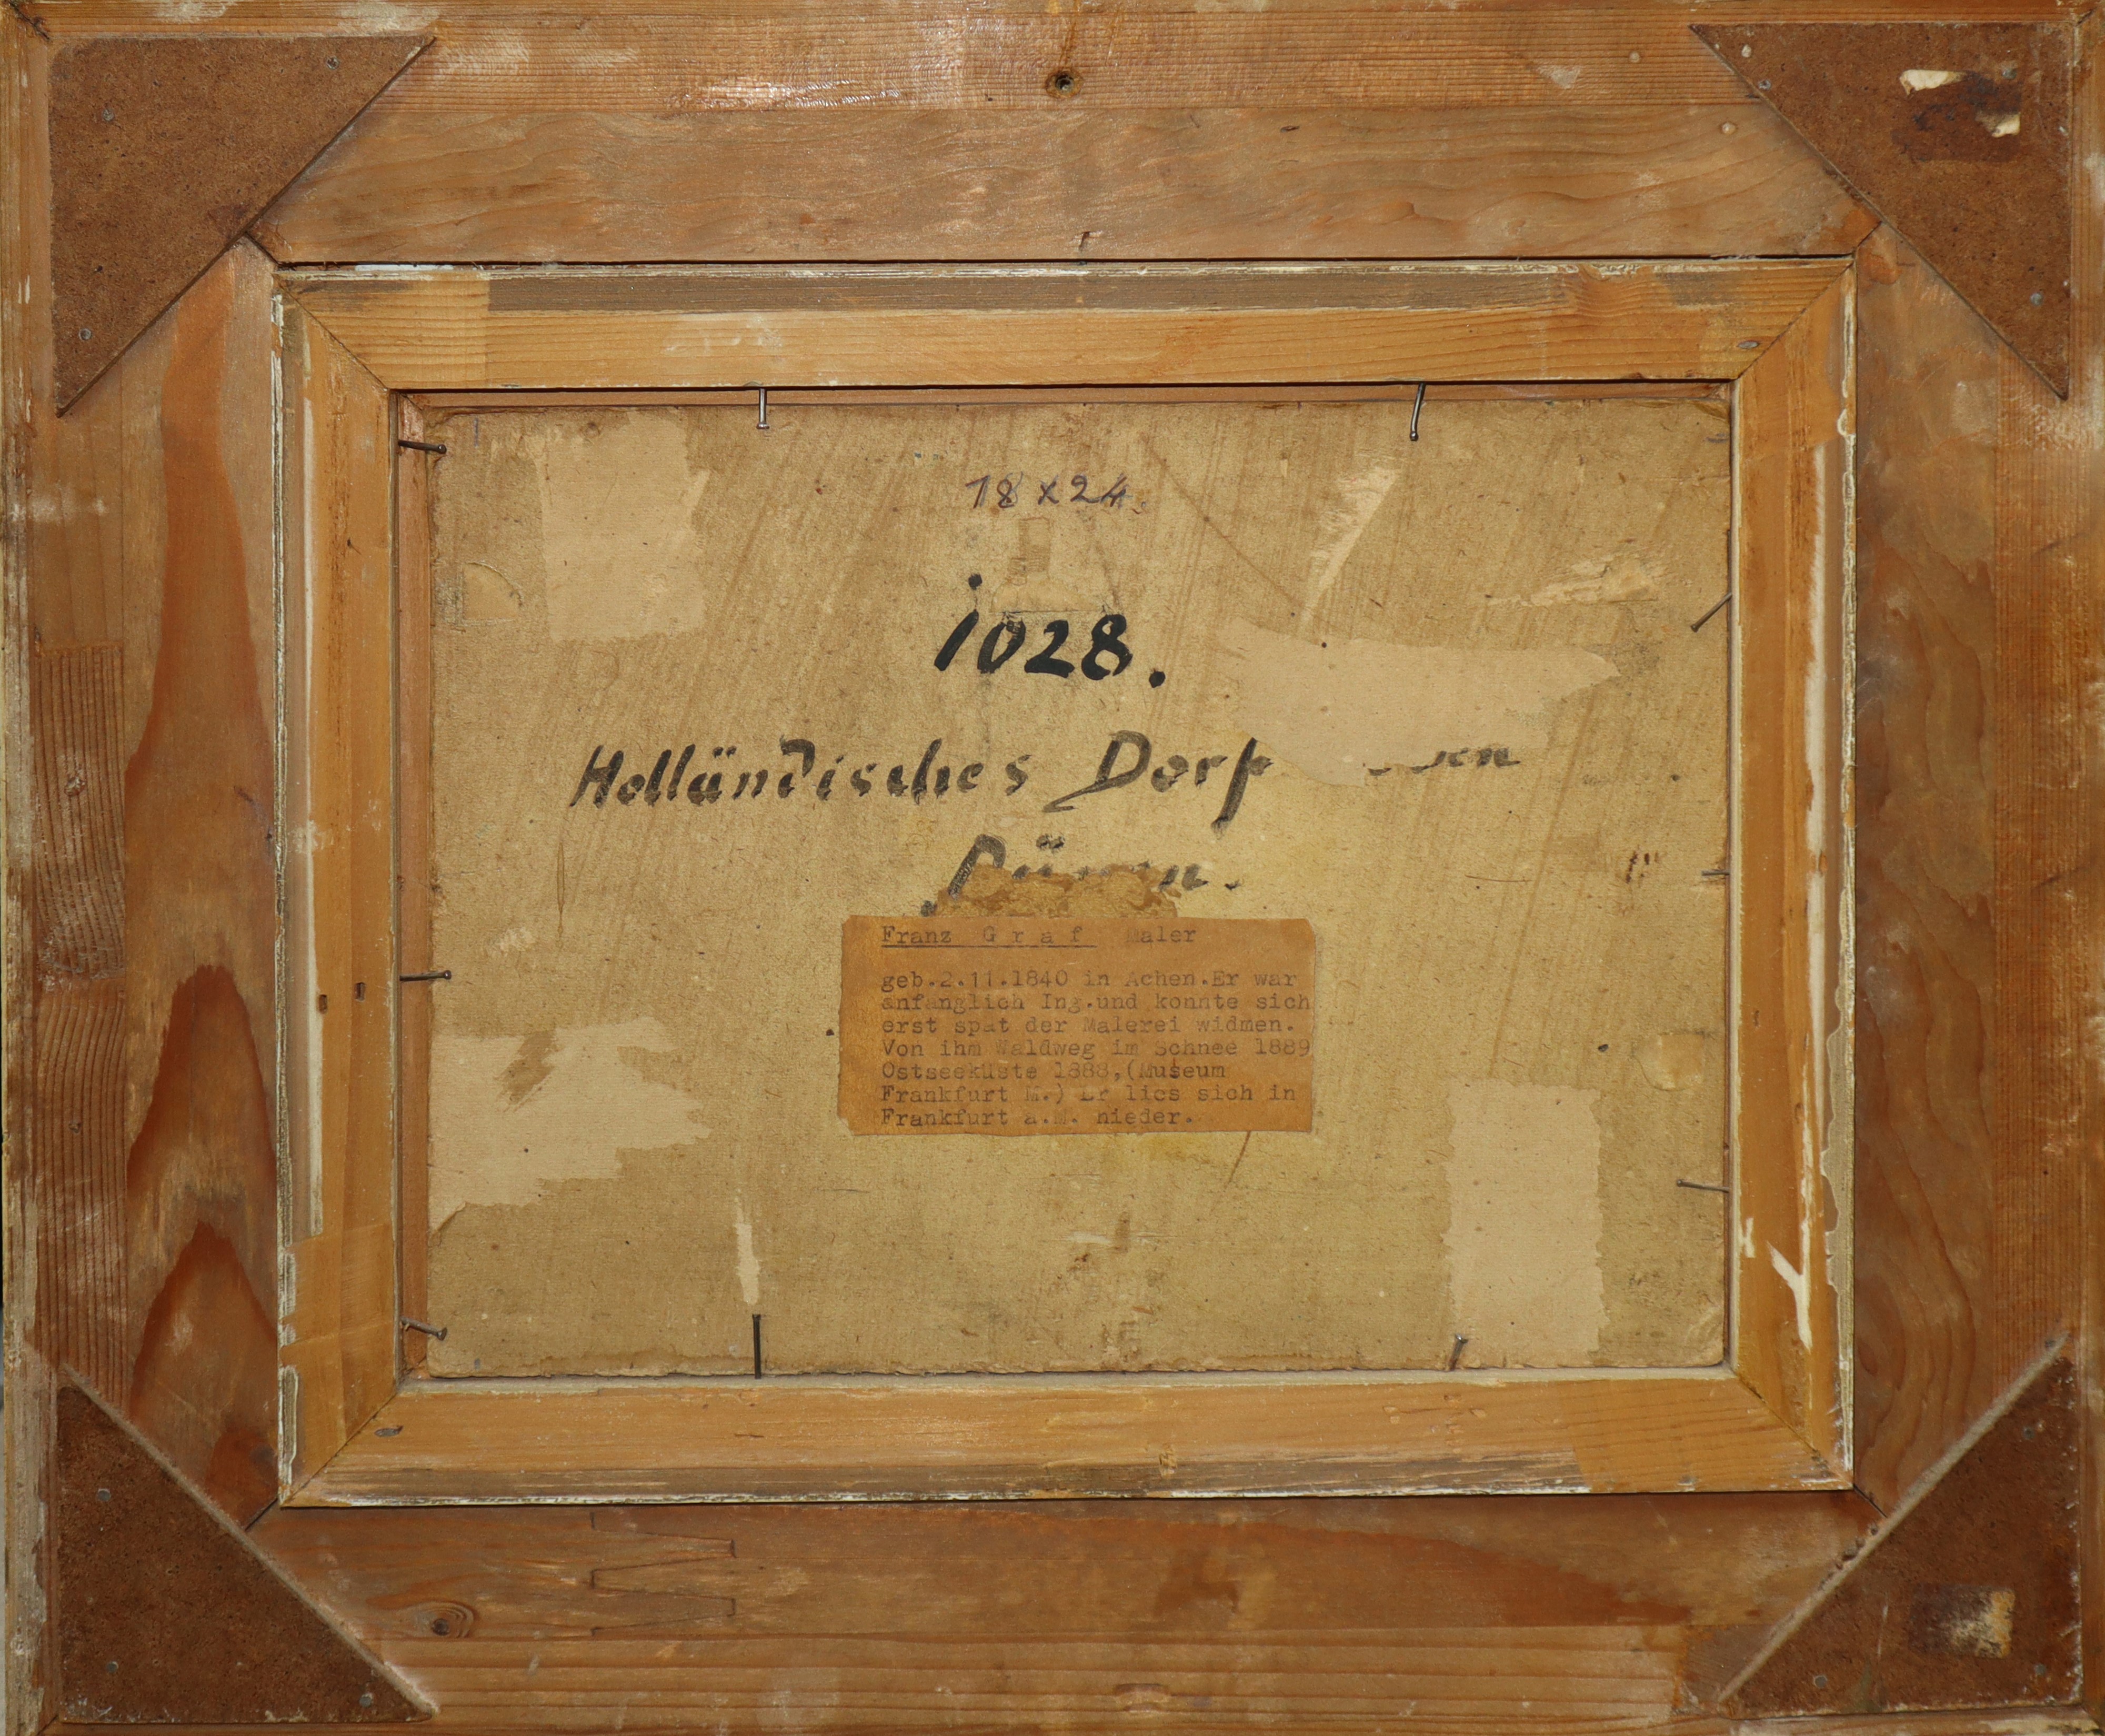 18 x 24.
1028.
Holländisches Dorf
Dünen.
Franz G r a f Maler
geb.2.11.1840 in Achen.Er war
anfanglich Ing.und konnte sich
erst spät der Malerei widmen.
Von ihm Waldweg im Schnee 1889
Ostseeküste 1888,(Museum
Frankfurt M.) Er lies sich in
Frankfurt a.M. nieder.